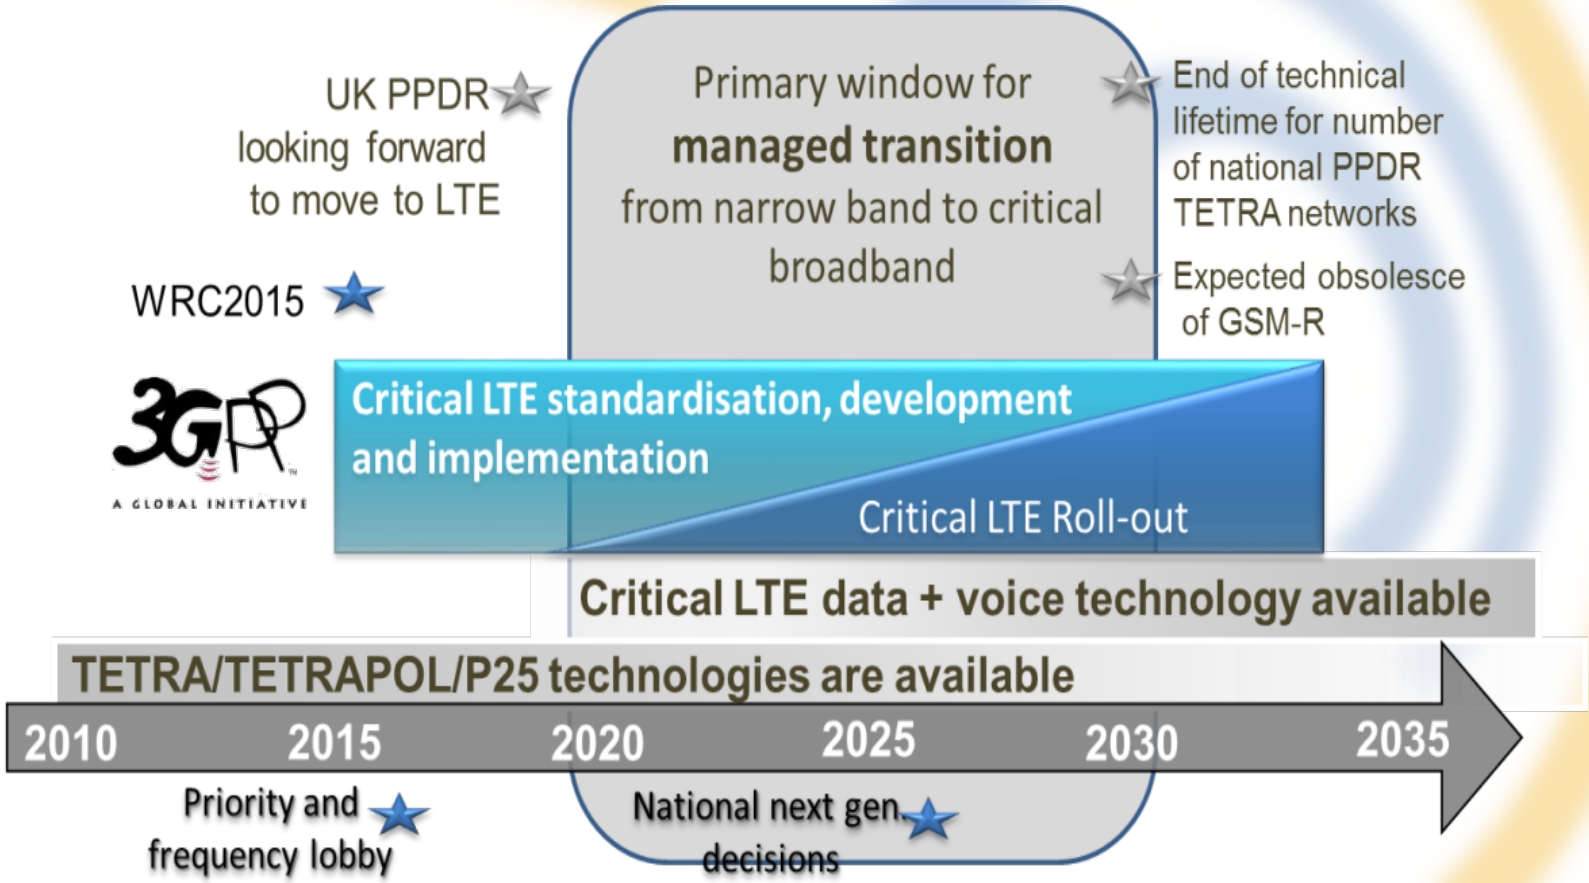 UK PPDR
looking forward
to move to LTE
WRC2015
Primary window for
managed transition
from narrow band to critical
broadband
End of technical
lifetime for number
of national PPDR
TETRA networks
Expected obsolesce
of GSM-R
3GPP
TM
A GLOBAL INITIATIVE
Critical LTE standardisation, development
and implementation
Critical LTE Roll-out
Critical LTE data + voice technology available
TETRA/TETRAPOL/P25 technologies are available
2010 2015 2020 2025 2030 2035
Priority and
frequency lobby
National next gen.
decisions